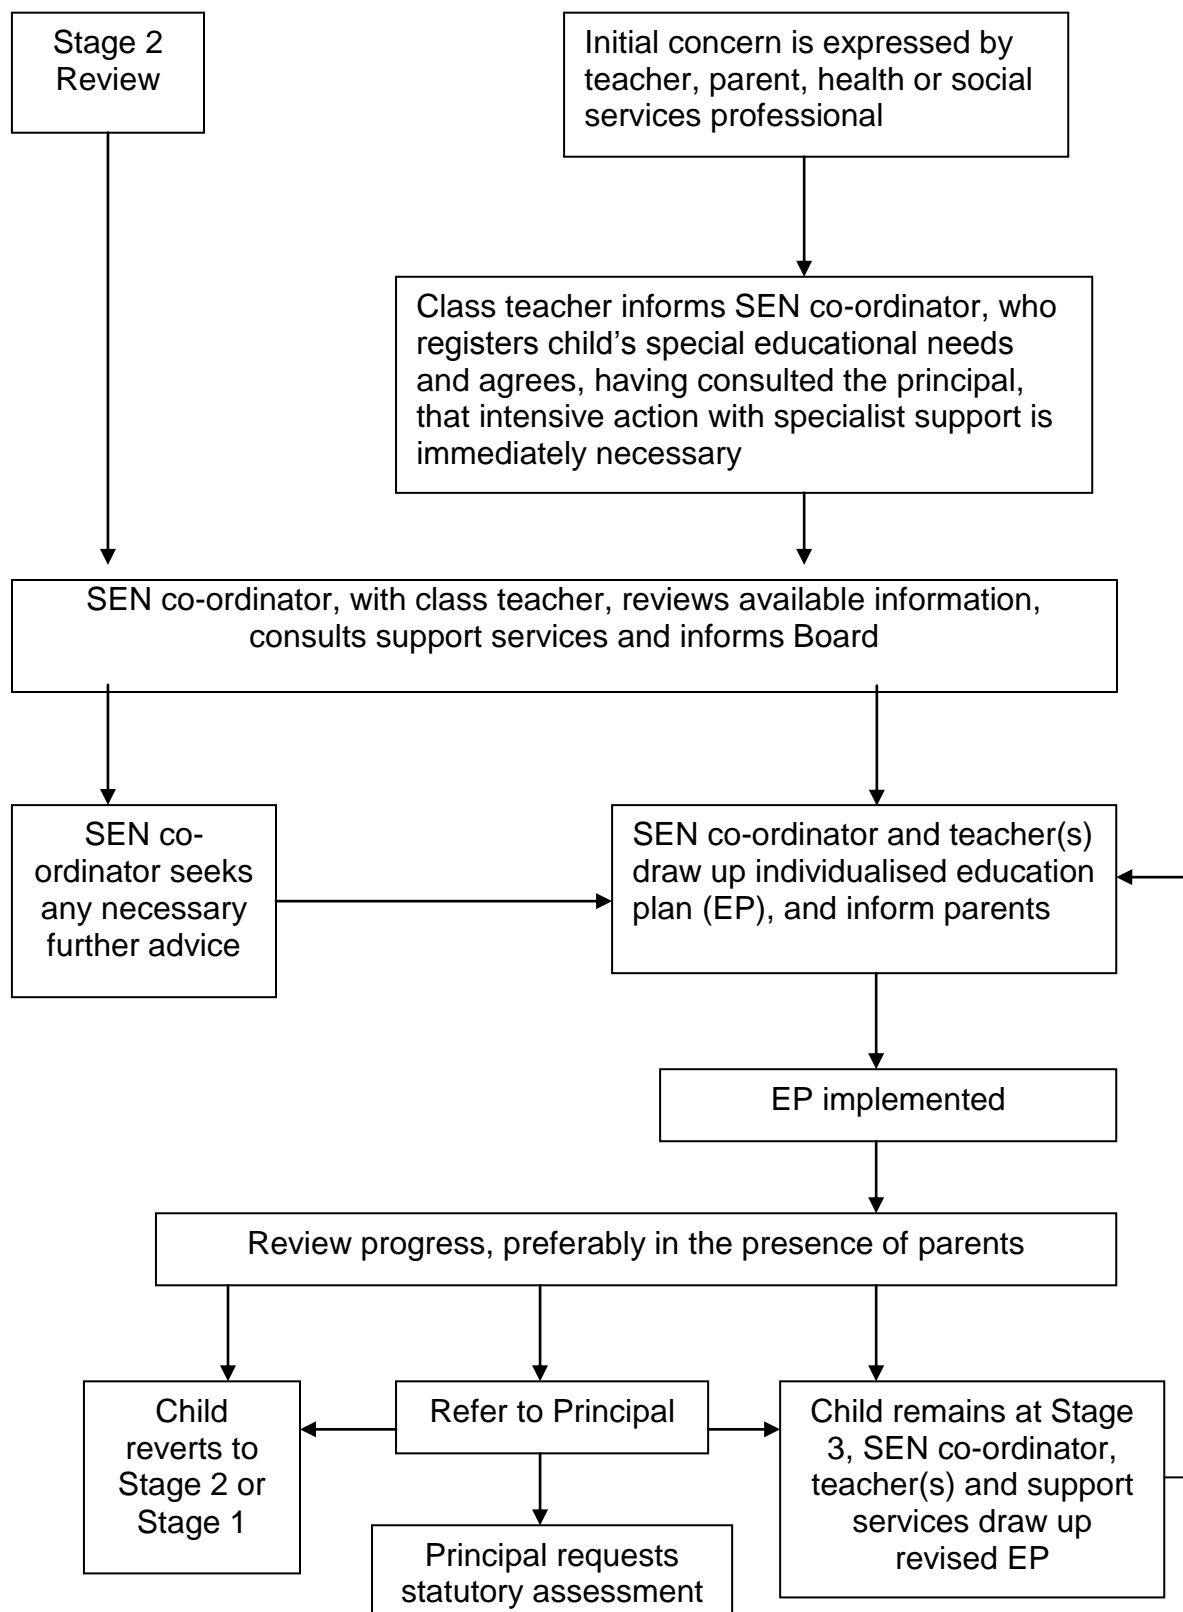 Stage 2
Review
Initial concern is expressed by
teacher, parent, health or social
services professional
Class teacher informs SEN co-ordinator, who
registers child's special educational needs
and agrees, having consulted the principal,
that intensive action with specialist support is
immediately necessary
SEN co-ordinator, with class teacher, reviews available information,
consults support services and informs Board
SEN co-
ordinator seeks
any necessary
further advice
SEN co-ordinator and teacher(s)
draw up individualised education
plan (EP), and inform parents
EP implemented
Review progress, preferably in the presence of parents
Child
reverts to
Stage 2 or
Stage 1
Refer to Principal
Child remains at Stage
3, SEN co-ordinator,
teacher(s) and support
services draw up
revised EP
Principal requests
statutory assessment